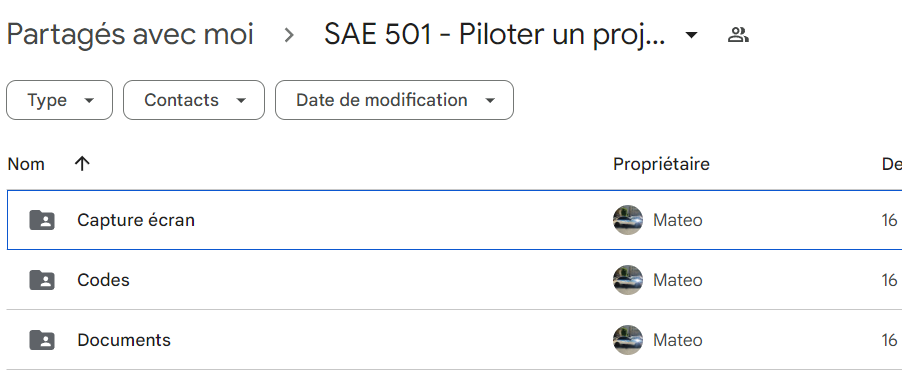 Partagés avec moi > SAE 501 - Piloter un proj...
Type Contacts Date de modification
Nom Propriétaire De
Capture écran Mateo 16
Codes Mateo 16
Documents Mateo 16